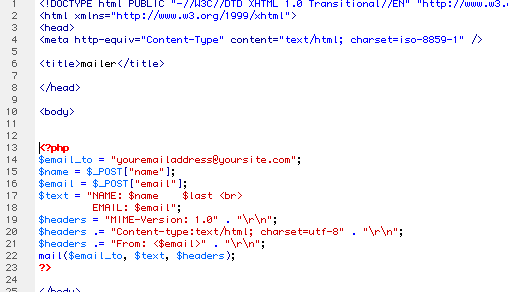 1 <!DOCTYPE html PUBLIC "-//W3C//DTD XHTML 1.0 Transitional//EN" "http://www.w3.
2 <html xmlns="http://www.w3.org/1999/xhtml">
3 <head>
4 <meta http-equiv="Content-Type" content="text/html; charset=iso-8859-1" />
5
6 <title>mailer</title>
7
8 </head>
9
10 <body>
11
12
13 <?php
14 $email_to = "youremailaddress@yoursite.com";
15 $name = $_POST["name"];
16 $email = $_POST["email"];
17 $text = "NAME: $name    $last <br>
18         EMAIL: $email";
19 $headers = "MIME-Version: 1.0" . "\r\n";
20 $headers .= "Content-type:text/html; charset=utf-8" . "\r\n";
21 $headers .= "From: <$email>" . "\r\n";
22 mail($email_to, $text, $headers);
23 ?>
24
25 </body>